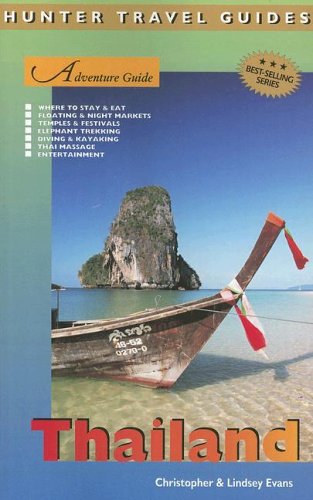 HUNTER TRAVEL GUIDES
Adventure Guide
★★★
BEST-SELLING
SERIES
WHERE TO STAY & EAT
FLOATING & NIGHT MARKETS
TEMPLES & FESTIVALS
ELEPHANT TREKKING
DIVING & KAYAKING
THAI MASSAGE
ENTERTAINMENT
Thailand
Christopher & Lindsey Evans